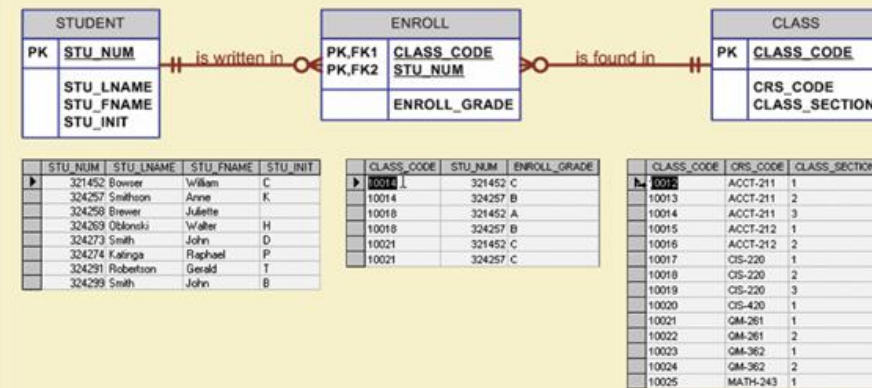 STUDENT
PK STU_NUM
STU_LNAME
STU_FNAME
STU_INIT
is written in
ENROLL
PK,FK1 CLASS_CODE
PK,FK2 STU_NUM
ENROLL_GRADE
is found in
CLASS
PK CLASS_CODE
CRS_CODE
CLASS_SECTION
STU_NUM STU_LNAME STU_FNAME STU_INIT
321452 Bowser William C
324257 Smithson Anne K
324258 Brewer Juliette
324269 Oblonski Walter H
324273 Smith John D
324274 Katinga Raphael P
324291 Robertson Gerald T
324299 Smith John B
CLASS_CODE STU_NUM ENROLL_GRADE
10014 321452 C
10014 324257 B
10018 321452 A
10018 324257 B
10021 321452 C
10021 324257 C
CLASS_CODE CRS_CODE CLASS_SECTION
10012 ACCT-211 1
10013 ACCT-211 2
10014 ACCT-211 3
10015 ACCT-212 1
10016 ACCT-212 2
10017 CIS-220 1
10018 CIS-220 2
10019 CIS-220 3
10020 CIS-420 1
10021 QM-261 1
10022 QM-261 2
10023 QM-362 1
10024 QM-362 2
10025 MATH-243 1